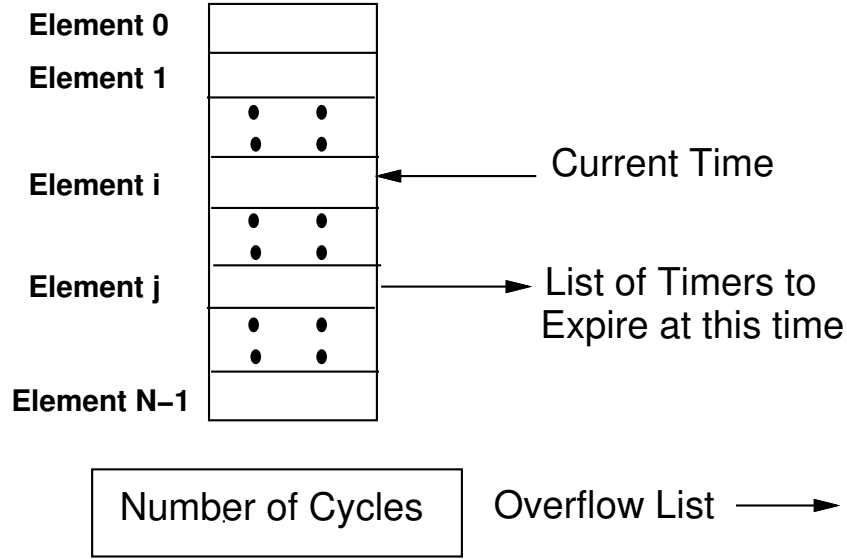 Element 0
Element 1
Element i
Current Time
Element j
List of Timers to
Expire at this time
Element N−1
Number of Cycles
Overflow List